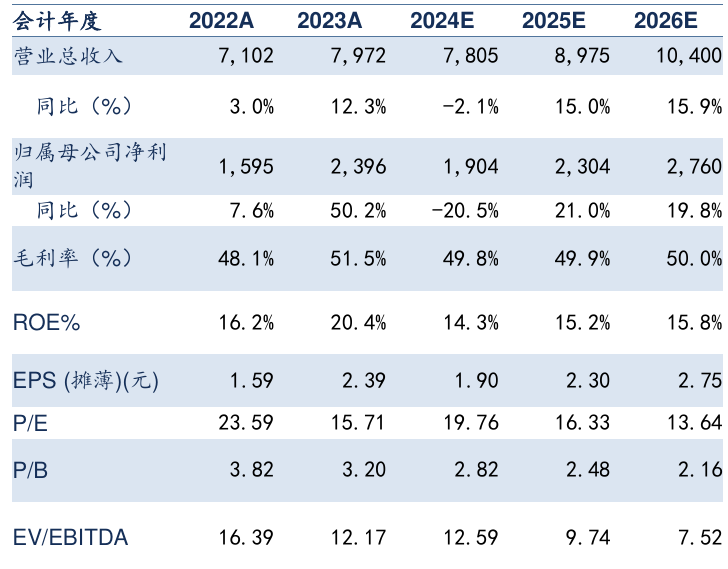 会计年度 2022A 2023A 2024E 2025E 2026E
营业总收入 7,102 7,972 7,805 8,975 10,400
同比（%） 3.0% 12.3% -2.1% 15.0% 15.9%
归属母公司净利
润 1,595 2,396 1,904 2,304 2,760
同比（%） 7.6% 50.2% -20.5% 21.0% 19.8%
毛利率（%） 48.1% 51.5% 49.8% 49.9% 50.0%
ROE% 16.2% 20.4% 14.3% 15.2% 15.8%
EPS (摊薄)(元) 1.59 2.39 1.90 2.30 2.75
P/E 23.59 15.71 19.76 16.33 13.64
P/B 3.82 3.20 2.82 2.48 2.16
EV/EBITDA 16.39 12.17 12.59 9.74 7.52